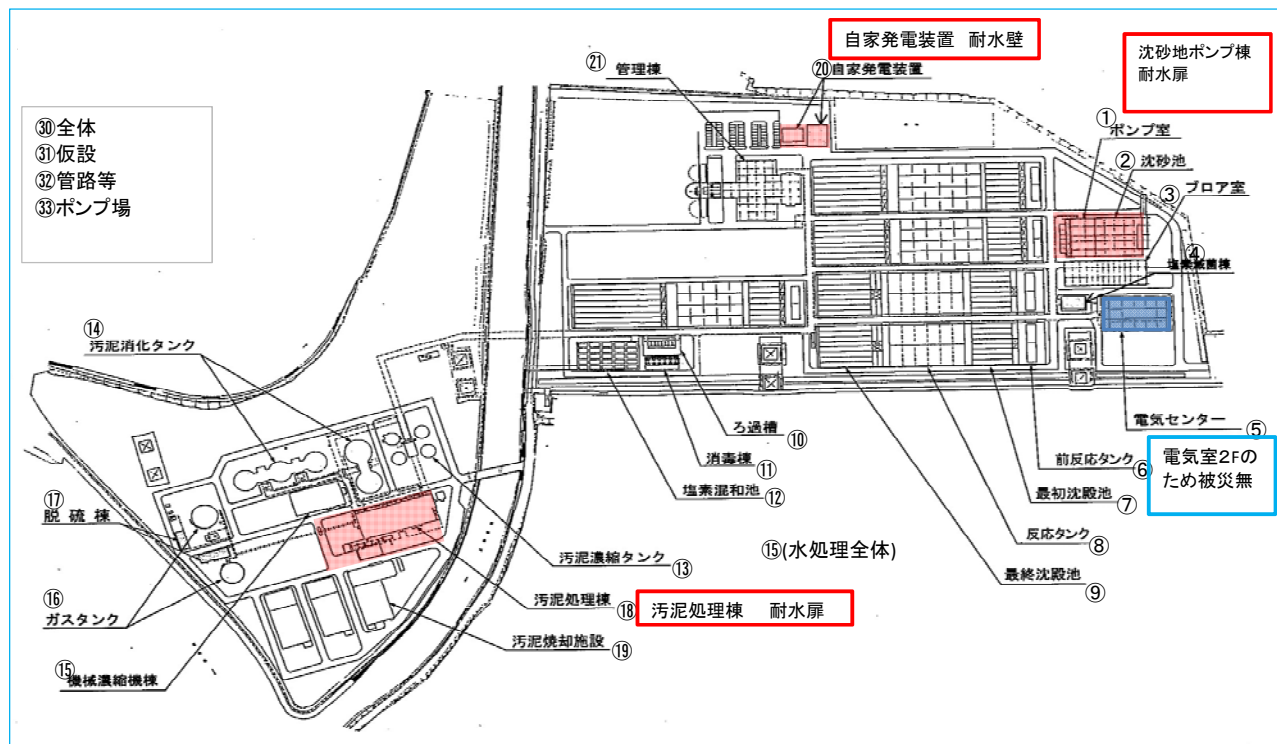 自家発電装置 耐水壁
沈砂地ポンプ棟
耐水扉
㉚全体
㉛仮設
㉜管路等
㉝ポンプ場
㉑ 管理棟
⑳自家発電装置
① ポンプ室
② 沈砂池
③ ブロア室
④ 塩素滅菌棟
電気センター ⑤
電気室2Fの
ため被災無
前反応タンク ⑥
最初沈殿池 ⑦
反応タンク ⑧
最終沈殿池 ⑨
ろ過槽 ⑩
消毒棟 ⑪
塩素混和池 ⑫
⑮(水処理全体)
⑭ 汚泥消化タンク
汚泥濃縮タンク ⑬
⑰ 脱硫棟
⑯ ガスタンク
⑮ 機械濃縮機棟
汚泥処理棟 ⑱
汚泥処理棟 耐水扉
汚泥焼却施設 ⑲